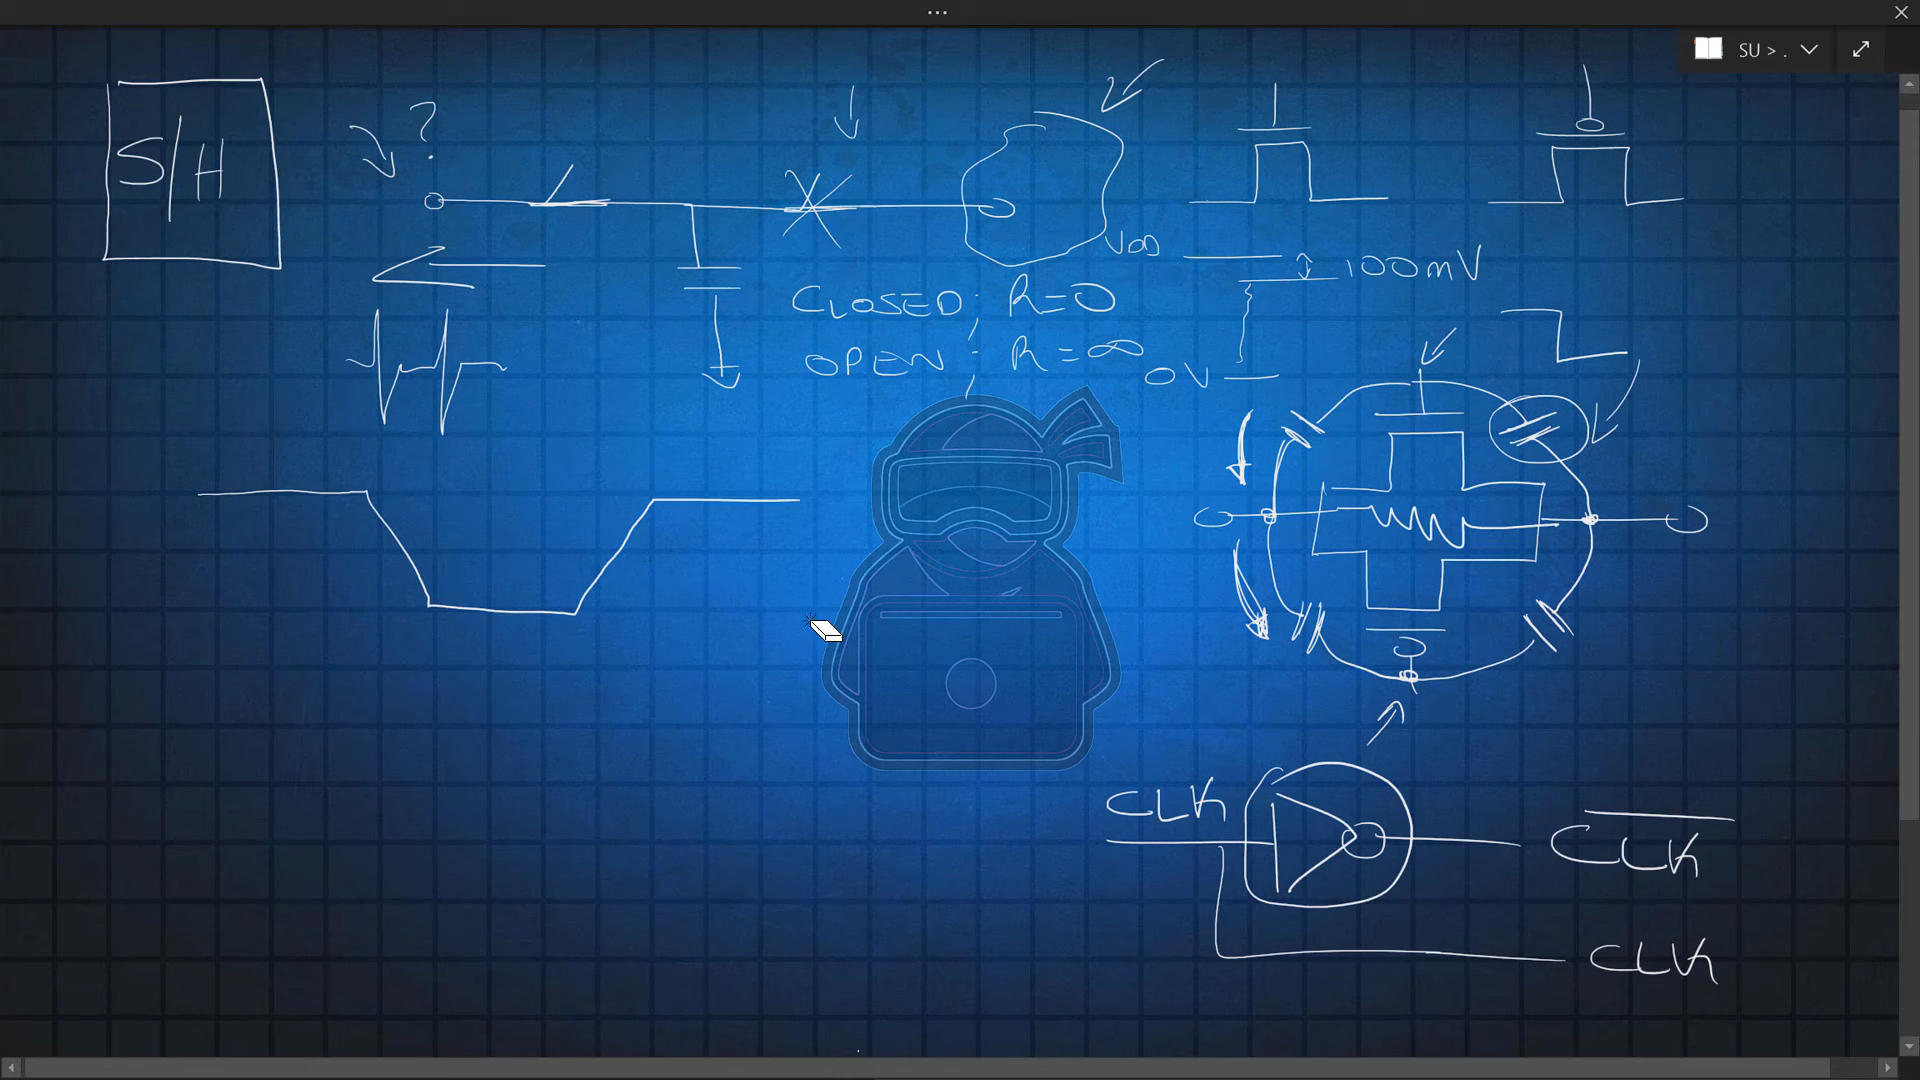 SU > .
S/H
?
VDD
100mV
CLOSED: R=0
OPEN: R=∞
0V
CLK
CLK
CLK